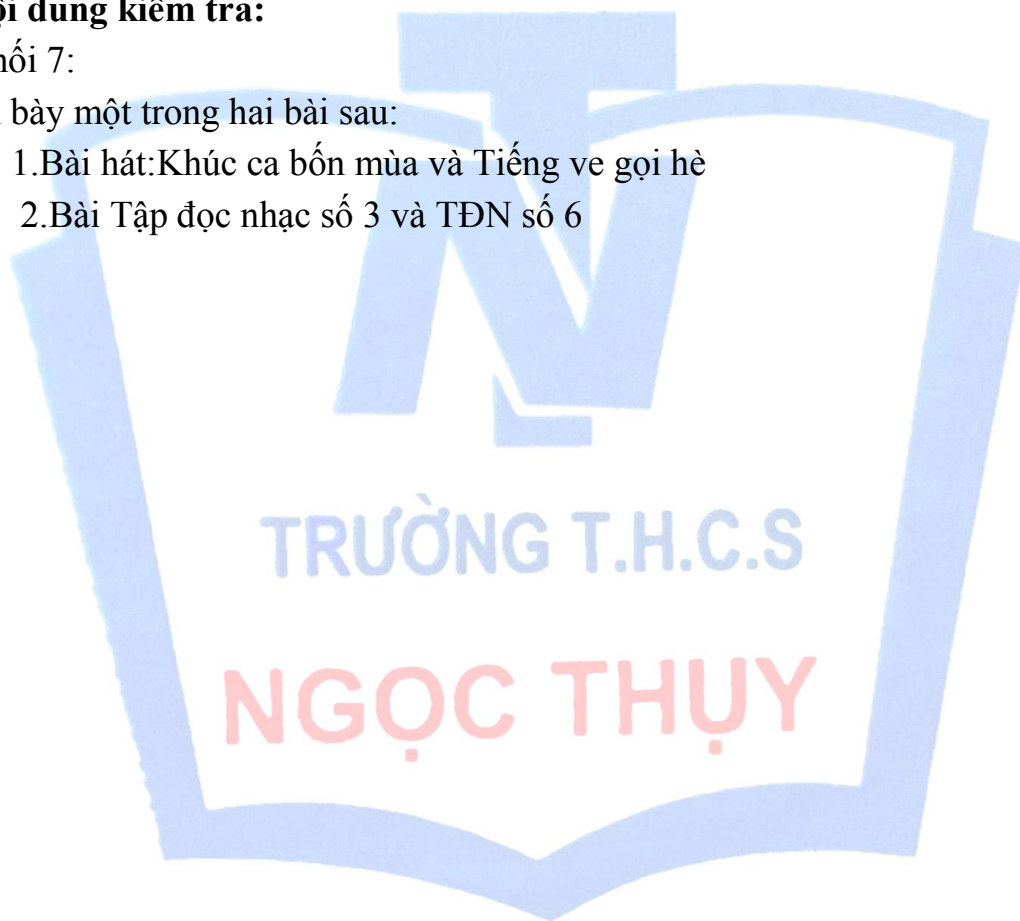 ội dung kiểm tra:
hối 7:
bày một trong hai bài sau:
1.Bài hát:Khúc ca bốn mùa và Tiếng ve gọi hè
2.Bài Tập đọc nhạc số 3 và TĐN số 6
TRƯỜNG T.H.C.S
NGỌC THỤY